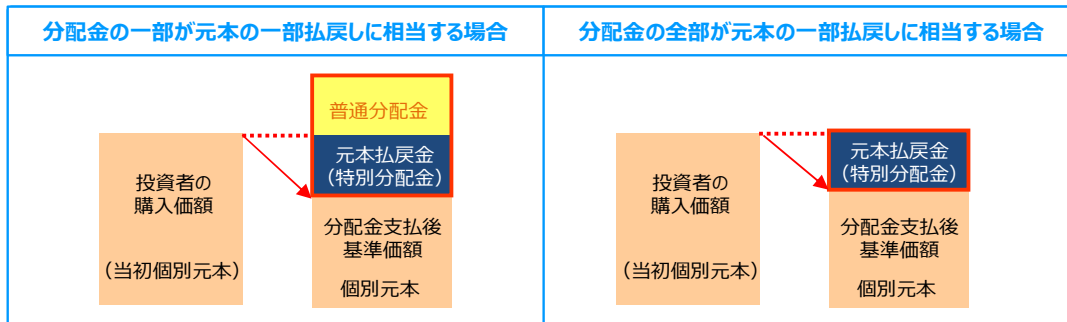 分配金の一部が元本の一部払戻しに相当する場合
分配金の全部が元本の一部払戻しに相当する場合
投資者の
購入価額
（当初個別元本）
普通分配金
元本払戻金
（特別分配金）
分配金支払後
基準価額
個別元本
投資者の
購入価額
（当初個別元本）
元本払戻金
（特別分配金）
分配金支払後
基準価額
個別元本